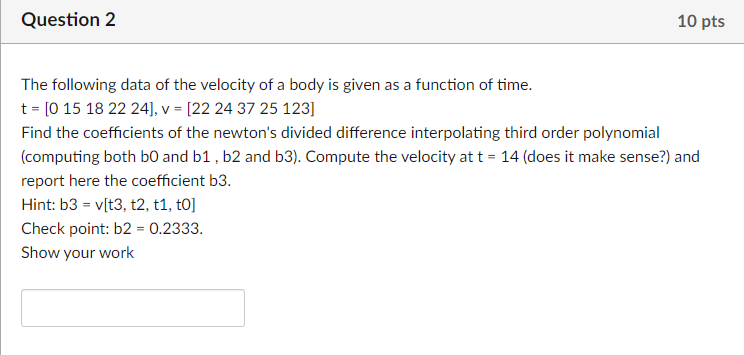 Question 2
10 pts
The following data of the velocity of a body is given as a function of time.
t = [0 15 18 22 24], v = [22 24 37 25 123]
Find the coefficients of the newton's divided difference interpolating third order polynomial
(computing both b0 and b1 , b2 and b3). Compute the velocity at t = 14 (does it make sense?) and
report here the coefficient b3.
Hint: b3 = v[t3, t2, t1, t0]
Check point: b2 = 0.2333.
Show your work